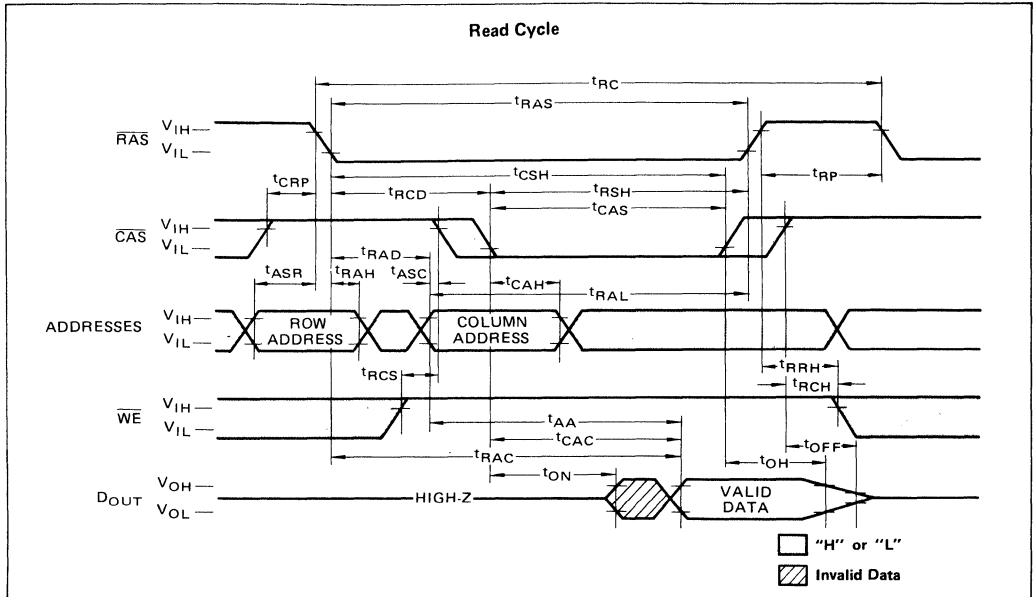 Read Cycle
tRC
tRAS
RAS VIH
VIL
tCSH
tCRP tRCD tRSH tRP
tCAS
CAS VIH
VIL
tRAD
tASR tRAH tASC tCAH
tRAL
ADDRESSES VIH
VIL
ROW ADDRESS
COLUMN ADDRESS
tRCS tRRH
tRCH
WE VIH
VIL
tAA
tCAC tOFF
tRAC tOH
tON
DOUT VOH
VOL
HIGH-Z
VALID DATA
"H" or "L"
Invalid Data